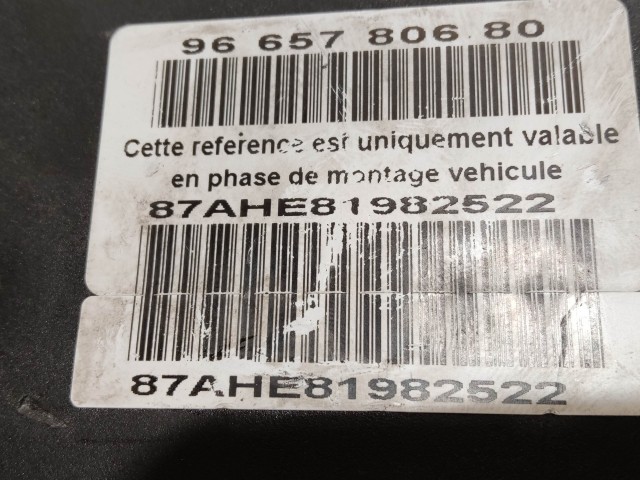 96 657 806 80
Cette reference est uniquement valable
en phase de montage vehicule
87AHE81982522
87AHE81982522